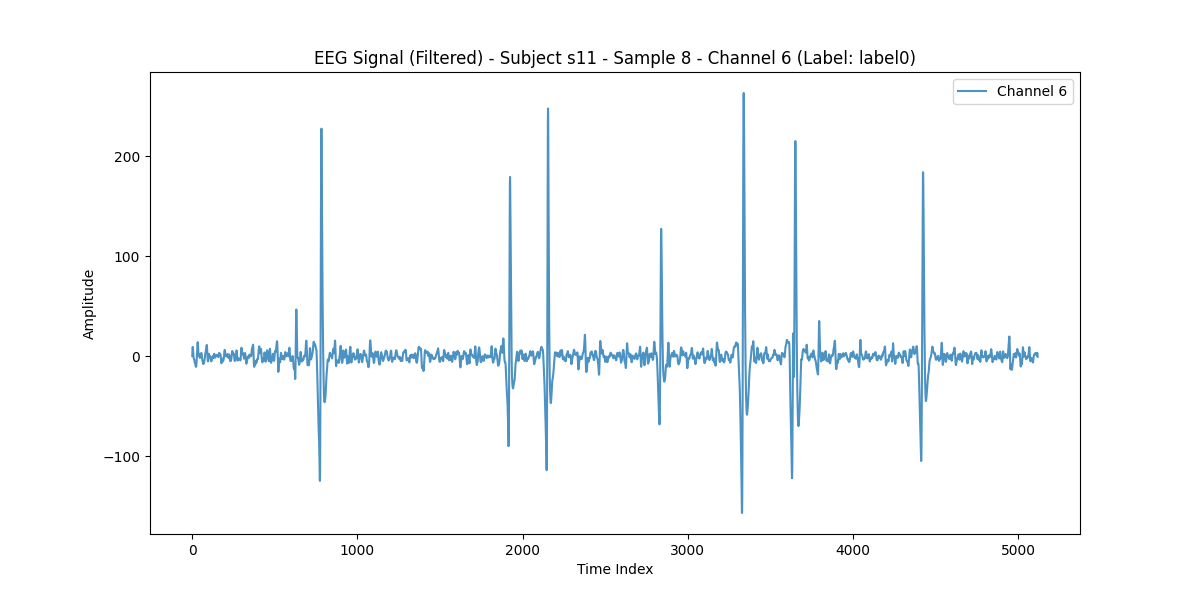 EEG Signal (Filtered) - Subject s11 - Sample 8 - Channel 6 (Label: label0)
Channel 6
Amplitude
200
100
0
−100
0 1000 2000 3000 4000 5000
Time Index